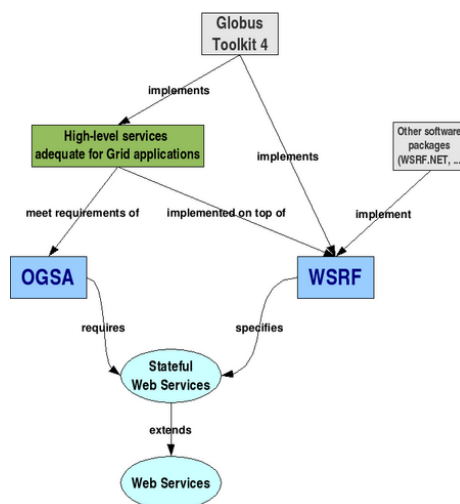 Globus
Toolkit 4
implements
High-level services
adequate for Grid applications
Other software
packages
(WSRF.NET, ...
implements
meet requirements of
implemented on top of
implement
OGSA
WSRF
requires
specifies
Stateful
Web Services
extends
Web Services